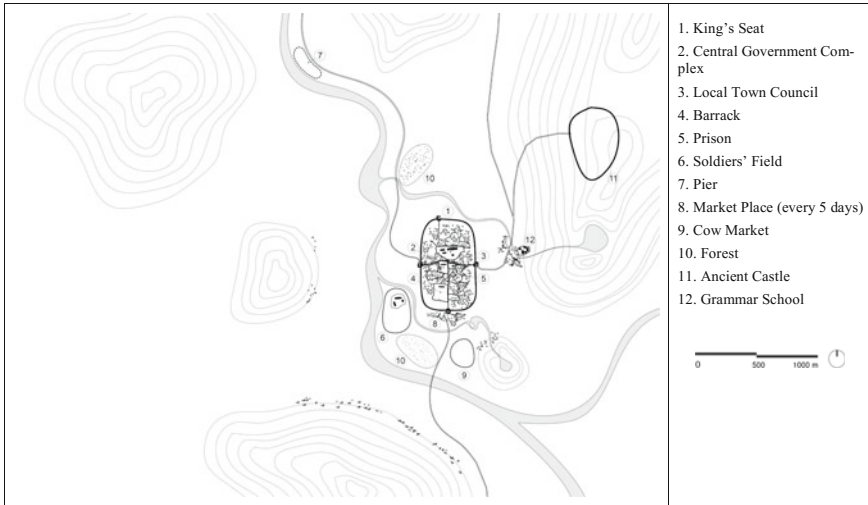 7
10
11
1
12
2
3
4
5
8
6
10
9
1. King's Seat
2. Central Government Com-
plex
3. Local Town Council
4. Barrack
5. Prison
6. Soldiers' Field
7. Pier
8. Market Place (every 5 days)
9. Cow Market
10. Forest
11. Ancient Castle
12. Grammar School
0 500 1000 m